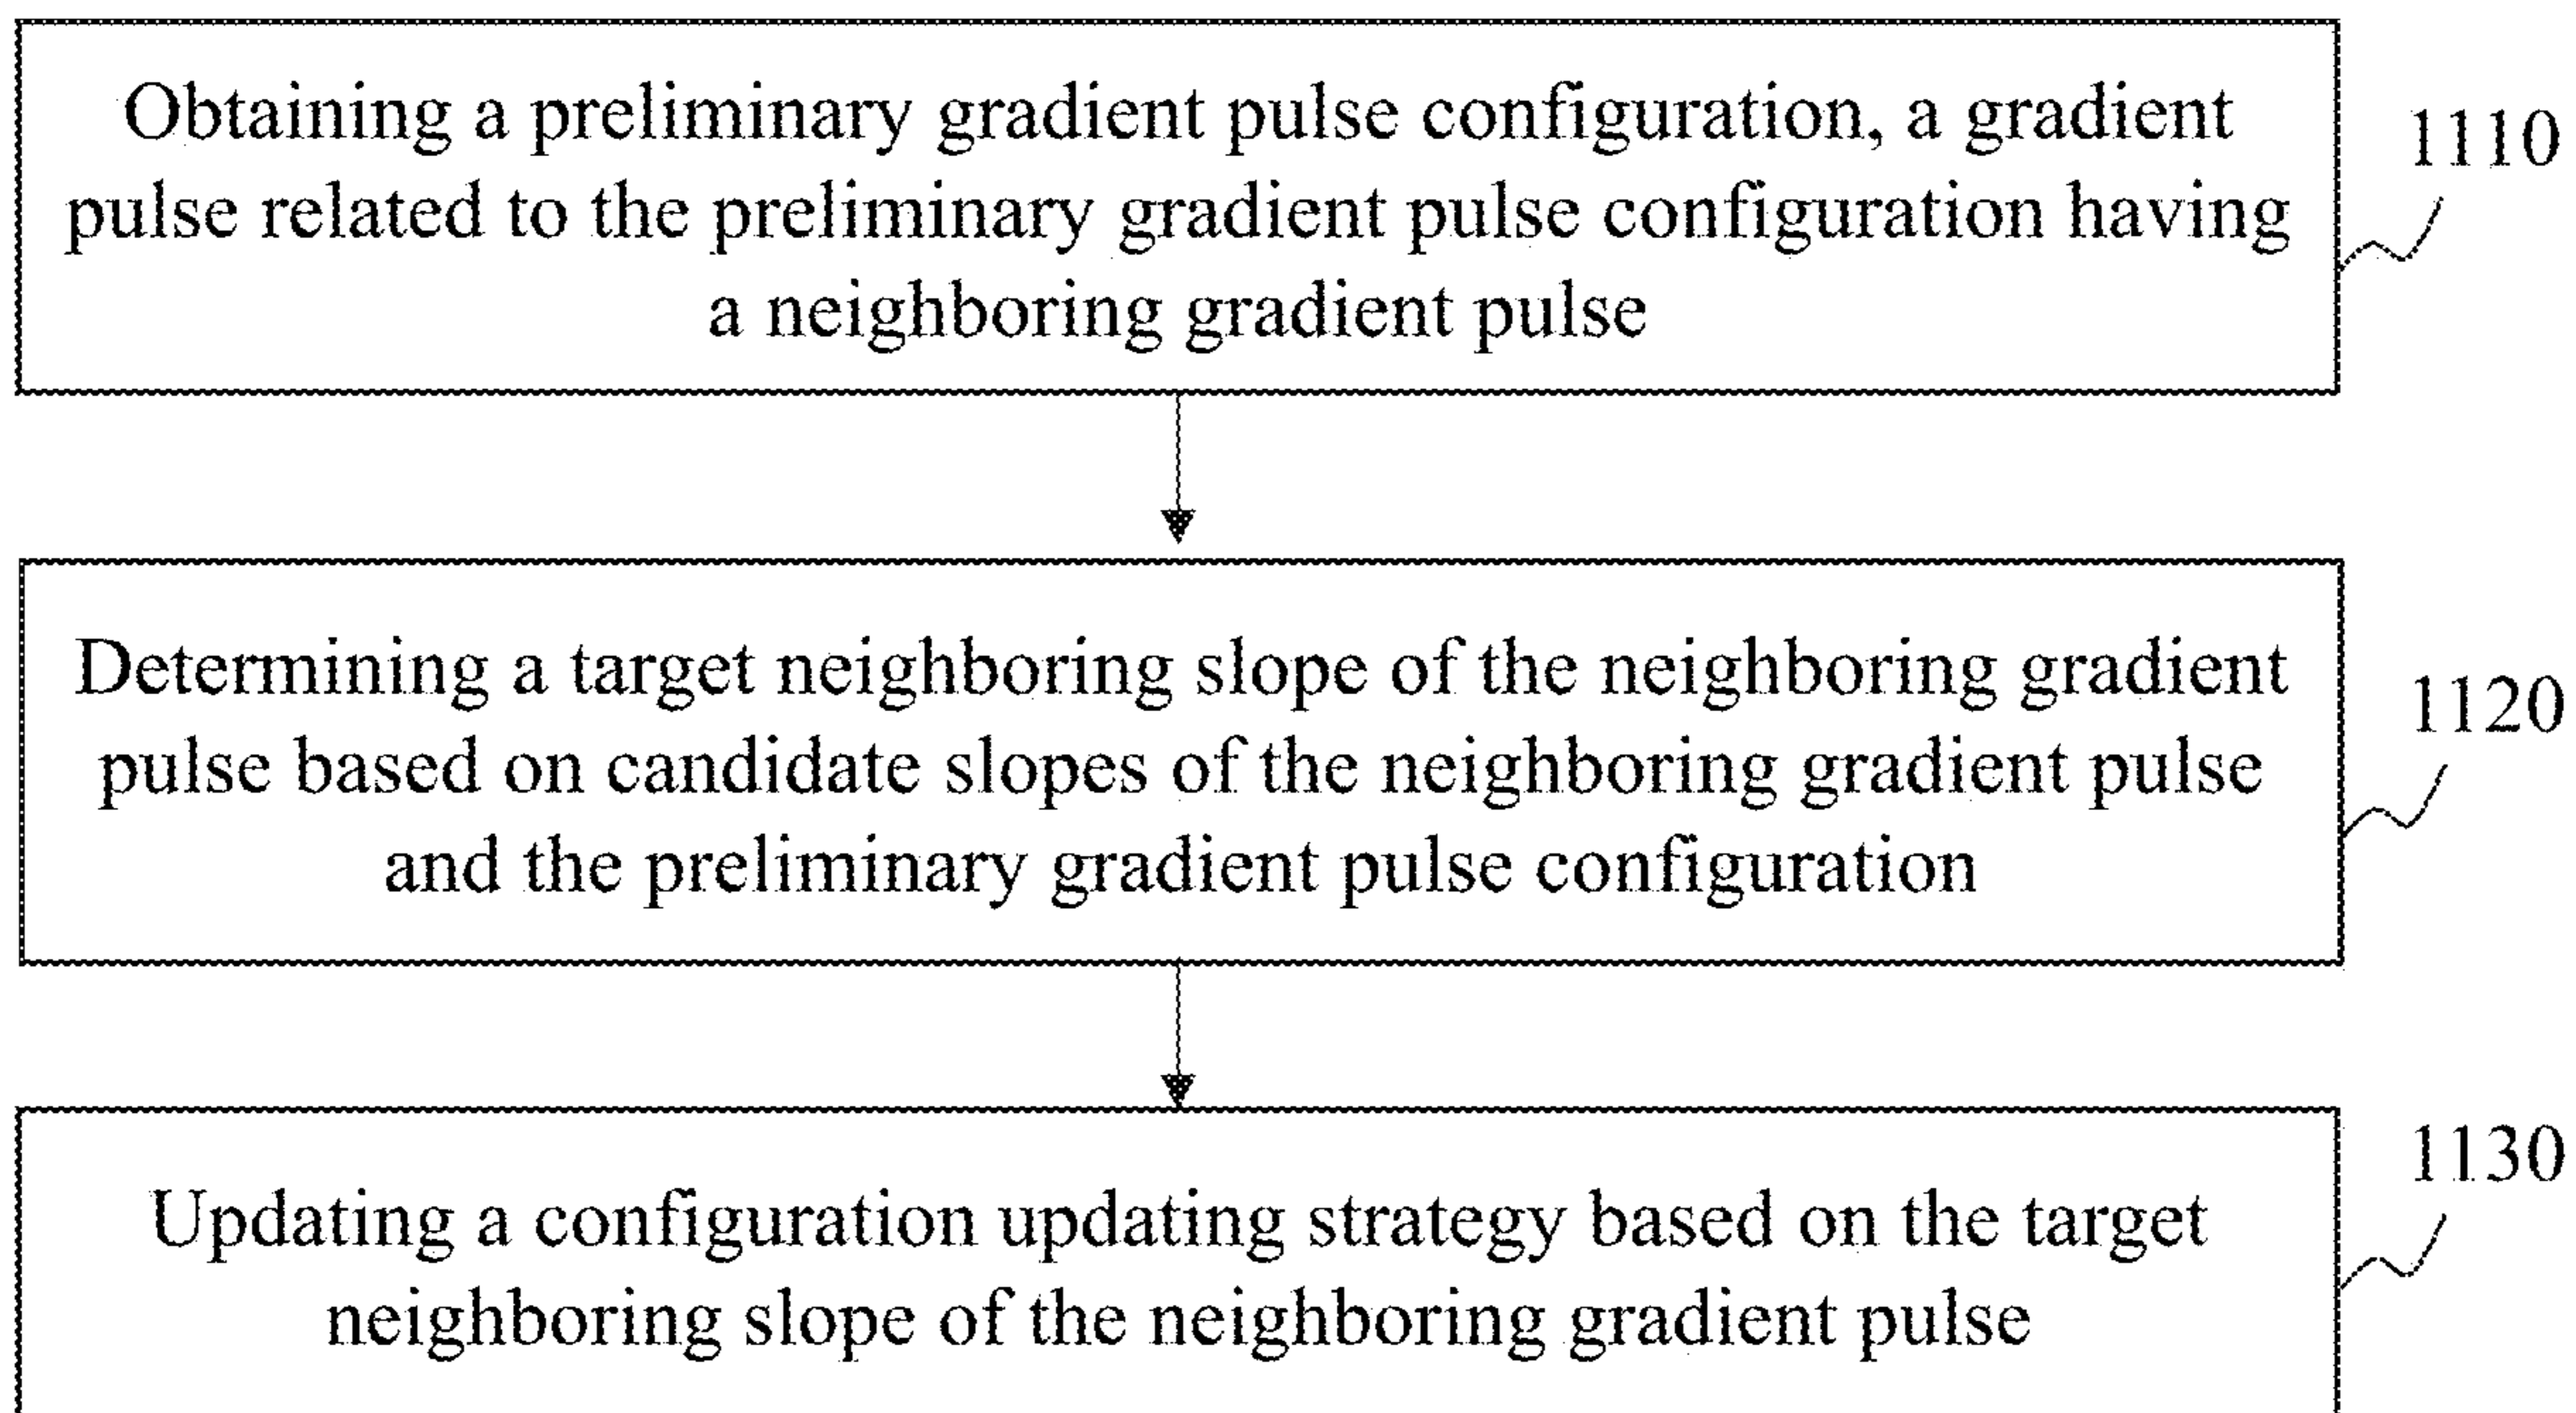 Obtaining a preliminary gradient pulse configuration, a gradient
pulse related to the preliminary gradient pulse configuration having
a neighboring gradient pulse
1110
Determining a target neighboring slope of the neighboring gradient
pulse based on candidate slopes of the neighboring gradient pulse
and the preliminary gradient pulse configuration
1120
Updating a configuration updating strategy based on the target
neighboring slope of the neighboring gradient pulse
1130